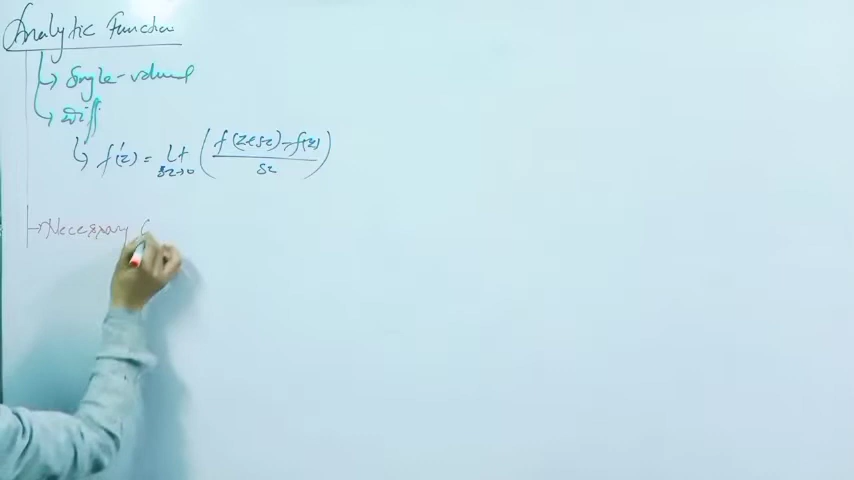 Analytic Function
↳ Single-valued
↳ Diff
↳ f'(z) = Lt δz→0 ( f(z+δz)-f(z) / δz )
→ Necessary C